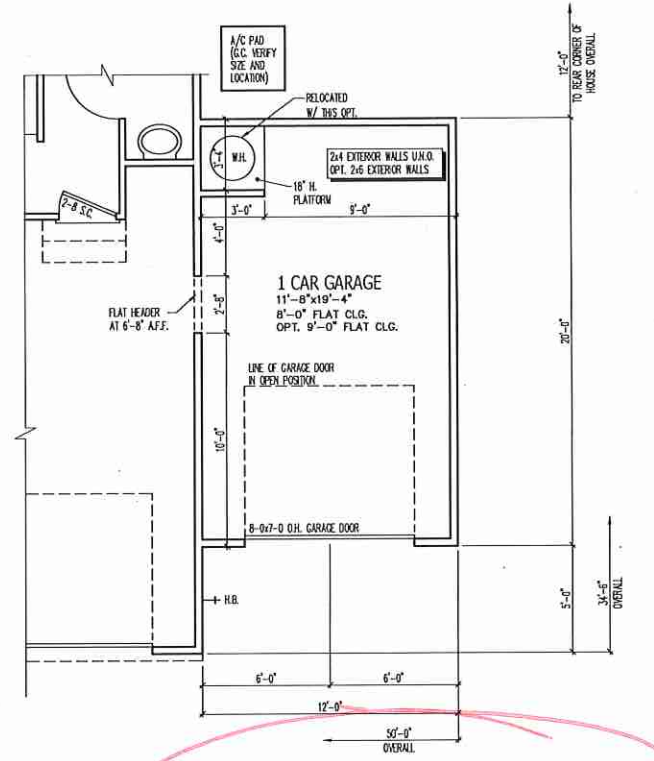 A/C PAD
(G.C. VERIFY
SIZE AND
LOCATION)
RELOCATED
W/ THIS OPT.
12'-0"
TO REAR CORNER OF
HOUSE OVERALL
3'-4"
W.H.
2x4 EXTERIOR WALLS U.N.O.
OPT. 2x6 EXTERIOR WALLS
18" H.
PLATFORM
2-8 S.C.
3'-0"
9'-0"
4'-0"
1 CAR GARAGE
11'-8"x19'-4"
8'-0" FLAT CLG.
OPT. 9'-0" FLAT CLG.
2'-8"
FLAT HEADER
AT 6'-8" A.F.F.
20'-0"
LINE OF GARAGE DOOR
IN OPEN POSITION
10'-0"
8-0x7-0 O.H. GARAGE DOOR
H.B.
5'-0"
34'-6"
OVERALL
6'-0"
6'-0"
12'-0"
50'-0"
OVERALL